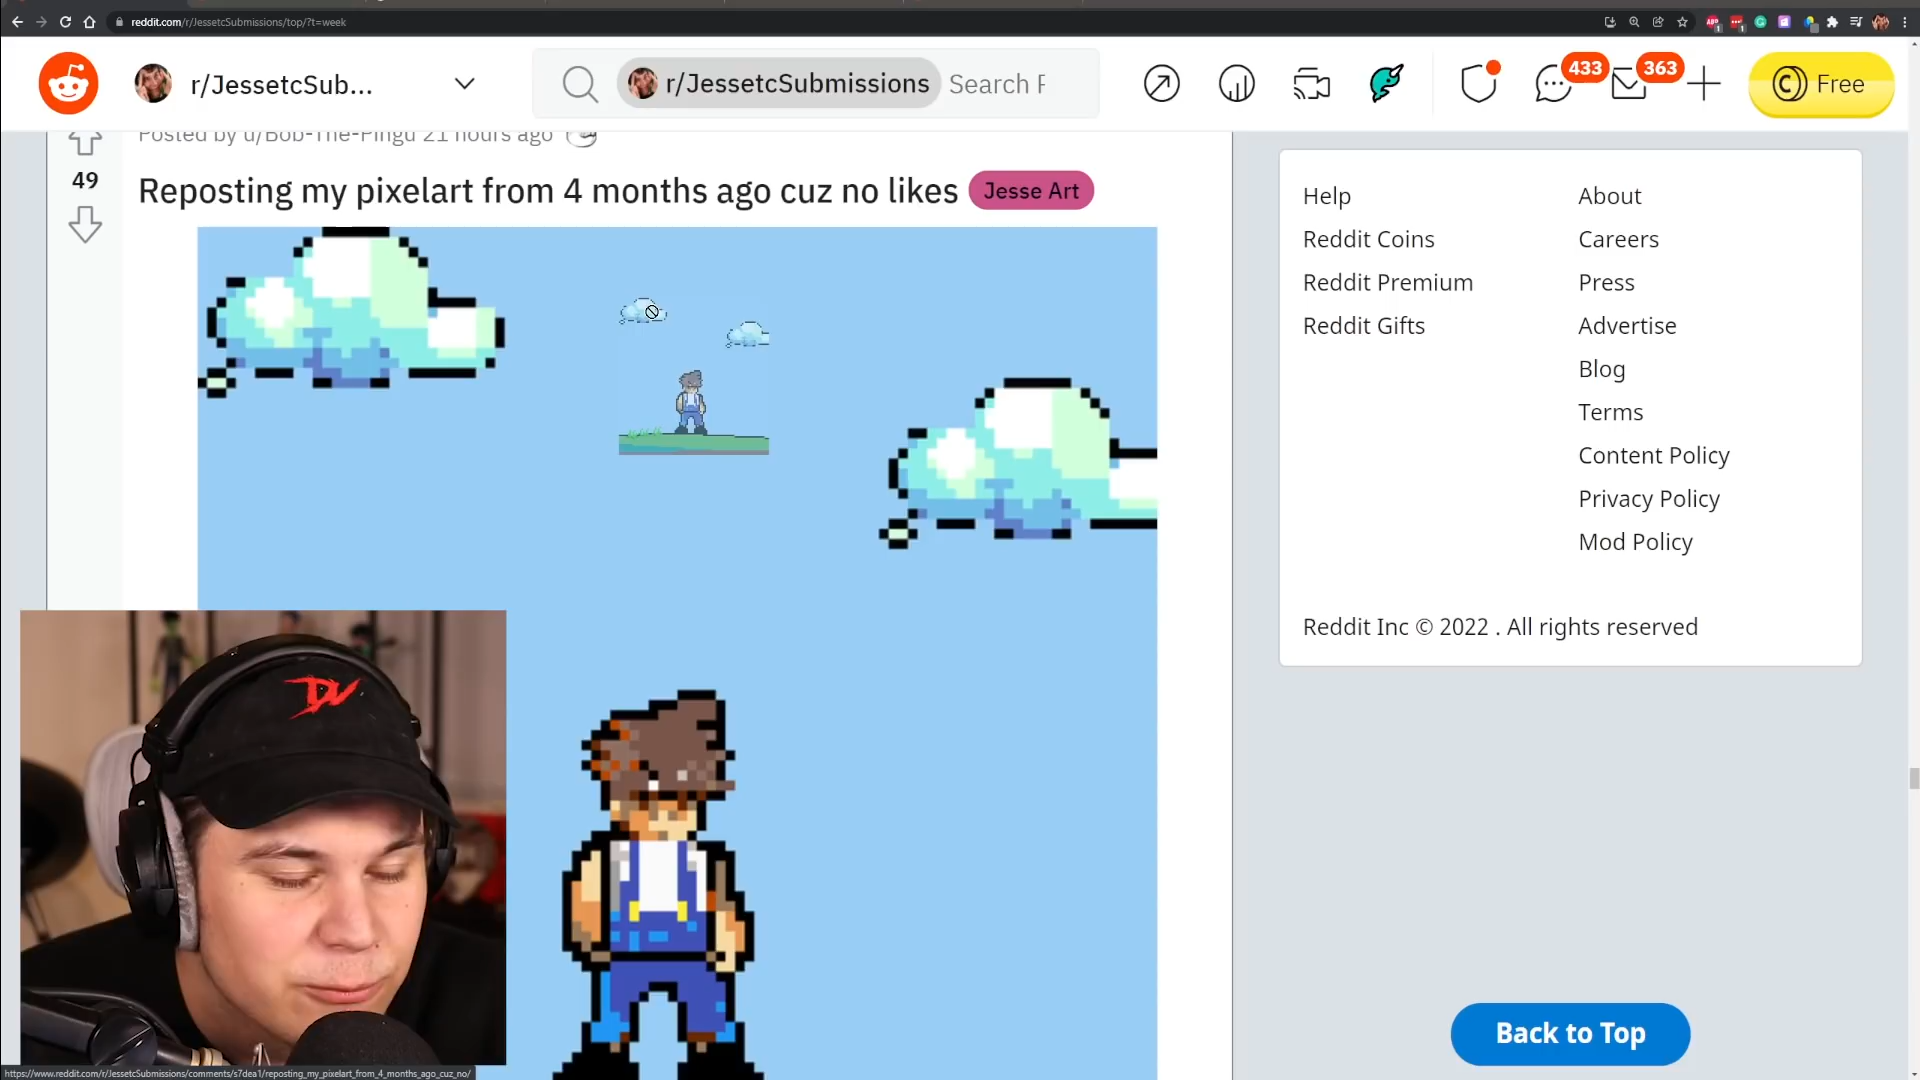 reddit.com/r/JessetcSubmissions/top/?t=week
r/JessetcSub...
r/JessetcSubmissions
Search F
433
363
Free
Posted by u/Bob-The-Pingu 21 hours ago
49
Reposting my pixelart from 4 months ago cuz no likes
Jesse Art
Help
About
Reddit Coins
Careers
Reddit Premium
Press
Reddit Gifts
Advertise
Blog
Terms
Content Policy
Privacy Policy
Mod Policy
Reddit Inc © 2022 . All rights reserved
DV
Back to Top
https://www.reddit.com/r/JessetcSubmissions/comments/s7dea1/reposting_my_pixelart_from_4_months_ago_cuz_no/